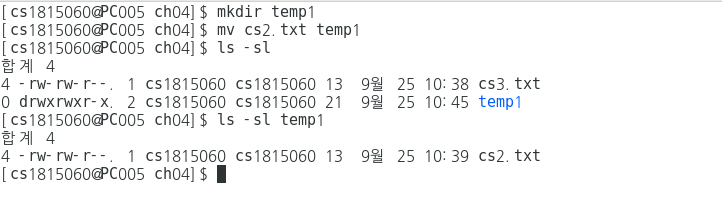 [cs1815060@PC005 ch04]$ mkdir temp1
[cs1815060@PC005 ch04]$ mv cs2.txt temp1
[cs1815060@PC005 ch04]$ ls -sl
합계 4
4 -rw-rw-r--. 1 cs1815060 cs1815060 13  9월  25 10:38 cs3.txt
0 drwxrwxr-x. 2 cs1815060 cs1815060 21  9월  25 10:45 temp1
[cs1815060@PC005 ch04]$ ls -sl temp1
합계 4
4 -rw-rw-r--. 1 cs1815060 cs1815060 13  9월  25 10:39 cs2.txt
[cs1815060@PC005 ch04]$